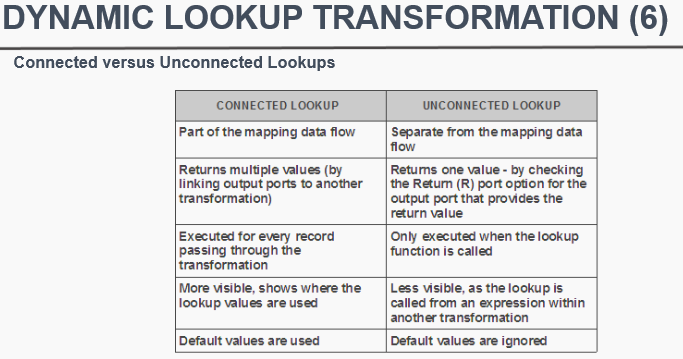 DYNAMIC LOOKUP TRANSFORMATION (6)
Connected versus Unconnected Lookups
CONNECTED LOOKUP
UNCONNECTED LOOKUP
Part of the mapping data flow
Separate from the mapping data
flow
Returns multiple values (by
linking output ports to another
transformation)
Returns one value - by checking
the Return (R) port option for the
output port that provides the
return value
Executed for every record
passing through the
transformation
Only executed when the lookup
function is called
More visible, shows where the
lookup values are used
Less visible, as the lookup is
called from an expression within
another transformation
Default values are used
Default values are ignored